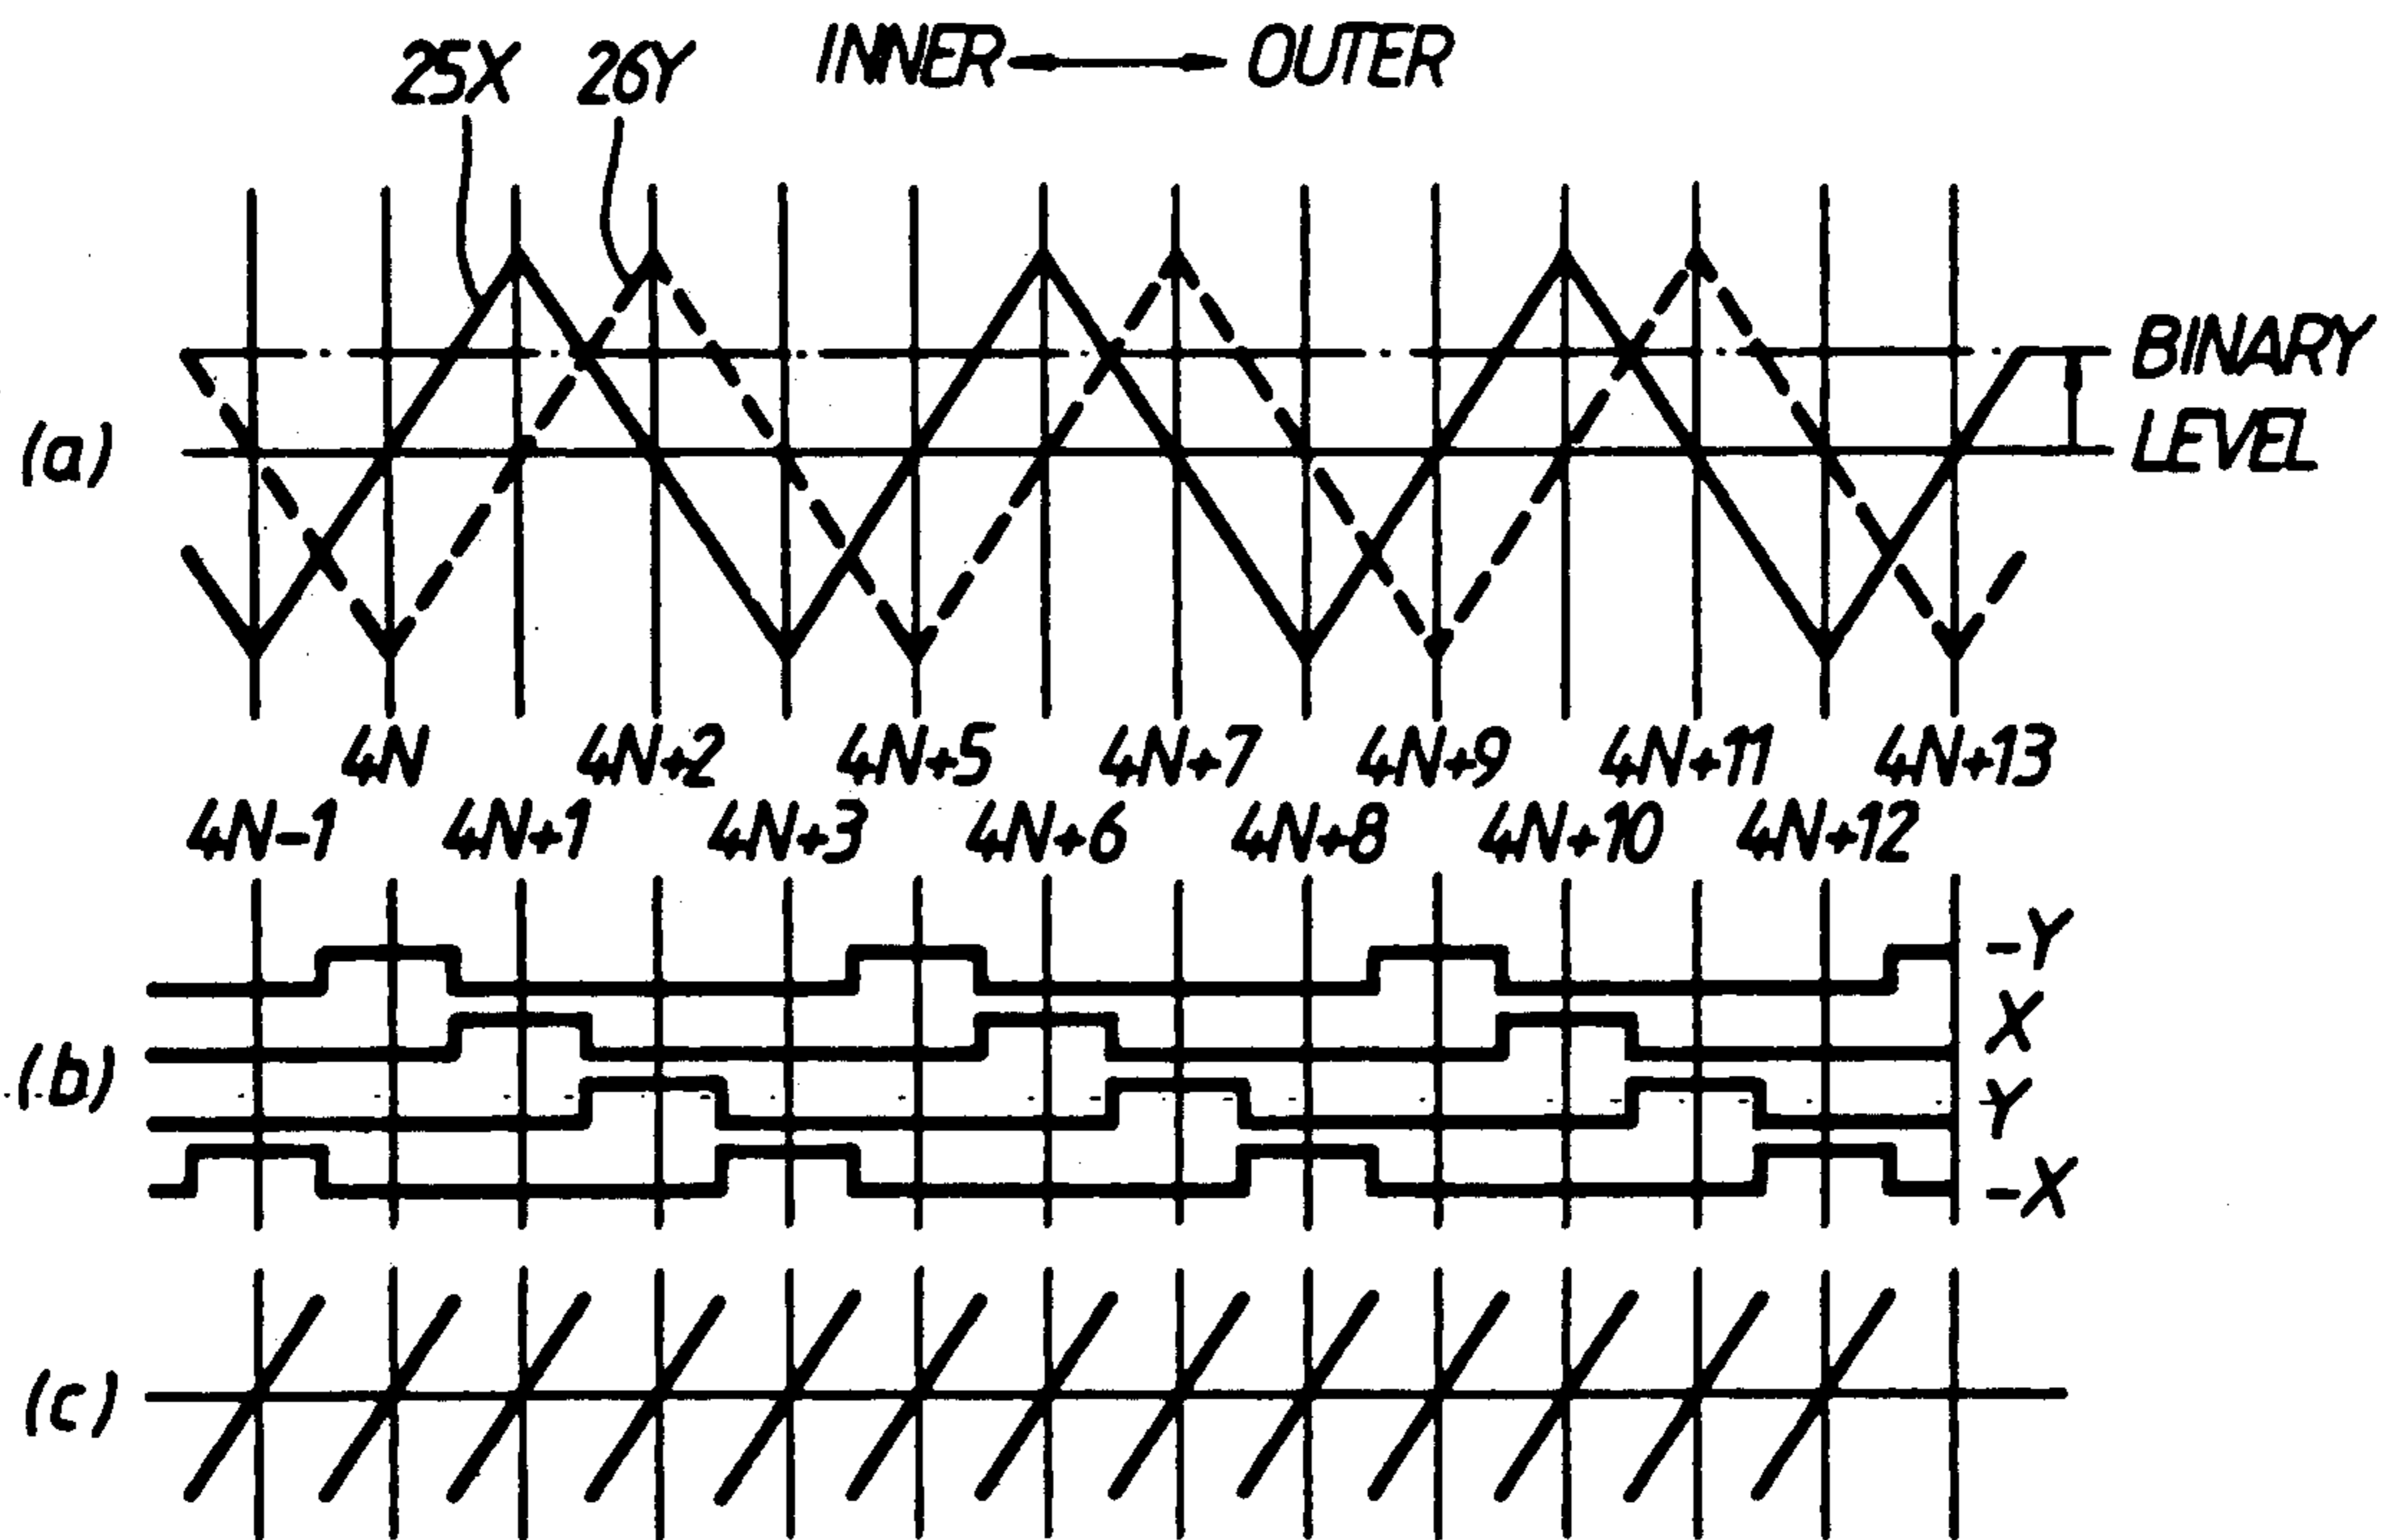 25X 26Y INNER OUTER
BINARY
LEVEL
(a)
4N 4N+2 4N+5 4N+7 4N+9 4N+11 4N+13
4N-1 4N+1 4N+3 4N+6 4N+8 4N+10 4N+12
-Y
X
(b)
Y
-X
(c)